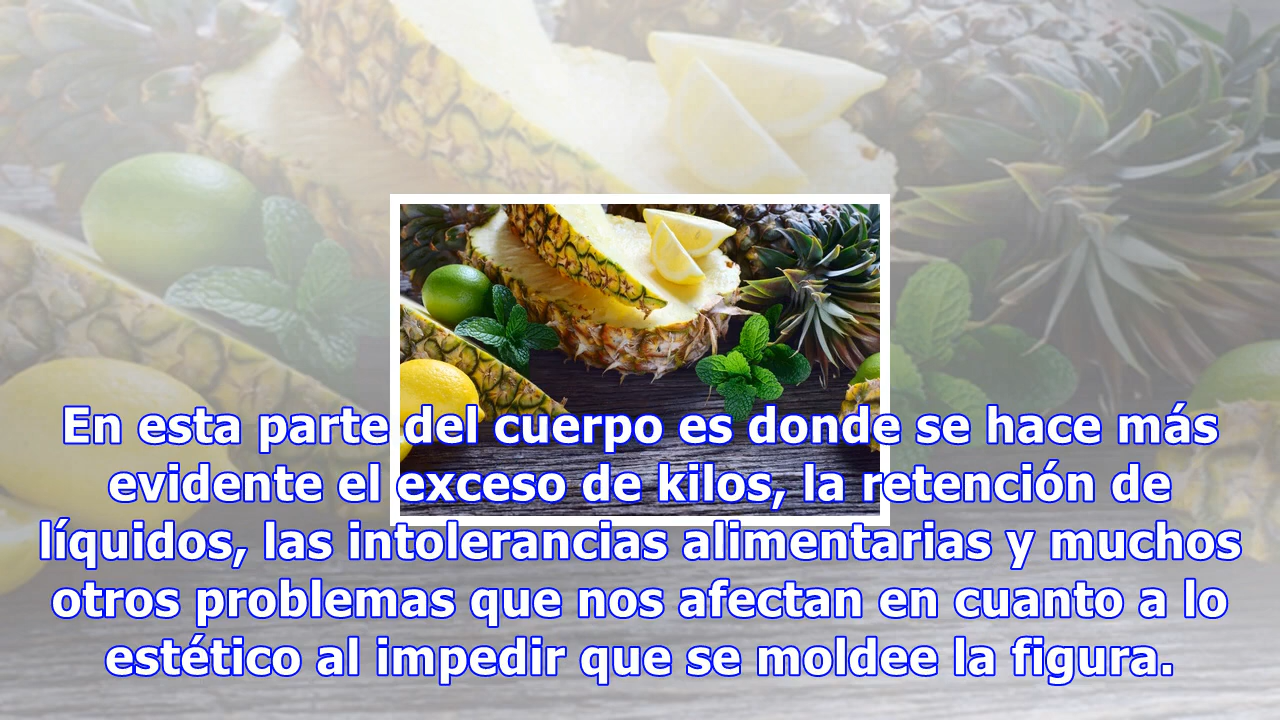 En esta parte del cuerpo es donde se hace más
evidente el exceso de kilos, la retención de
líquidos, las intolerancias alimentarias y muchos
otros problemas que nos afectan en cuanto a lo
estético al impedir que se moldee la figura.